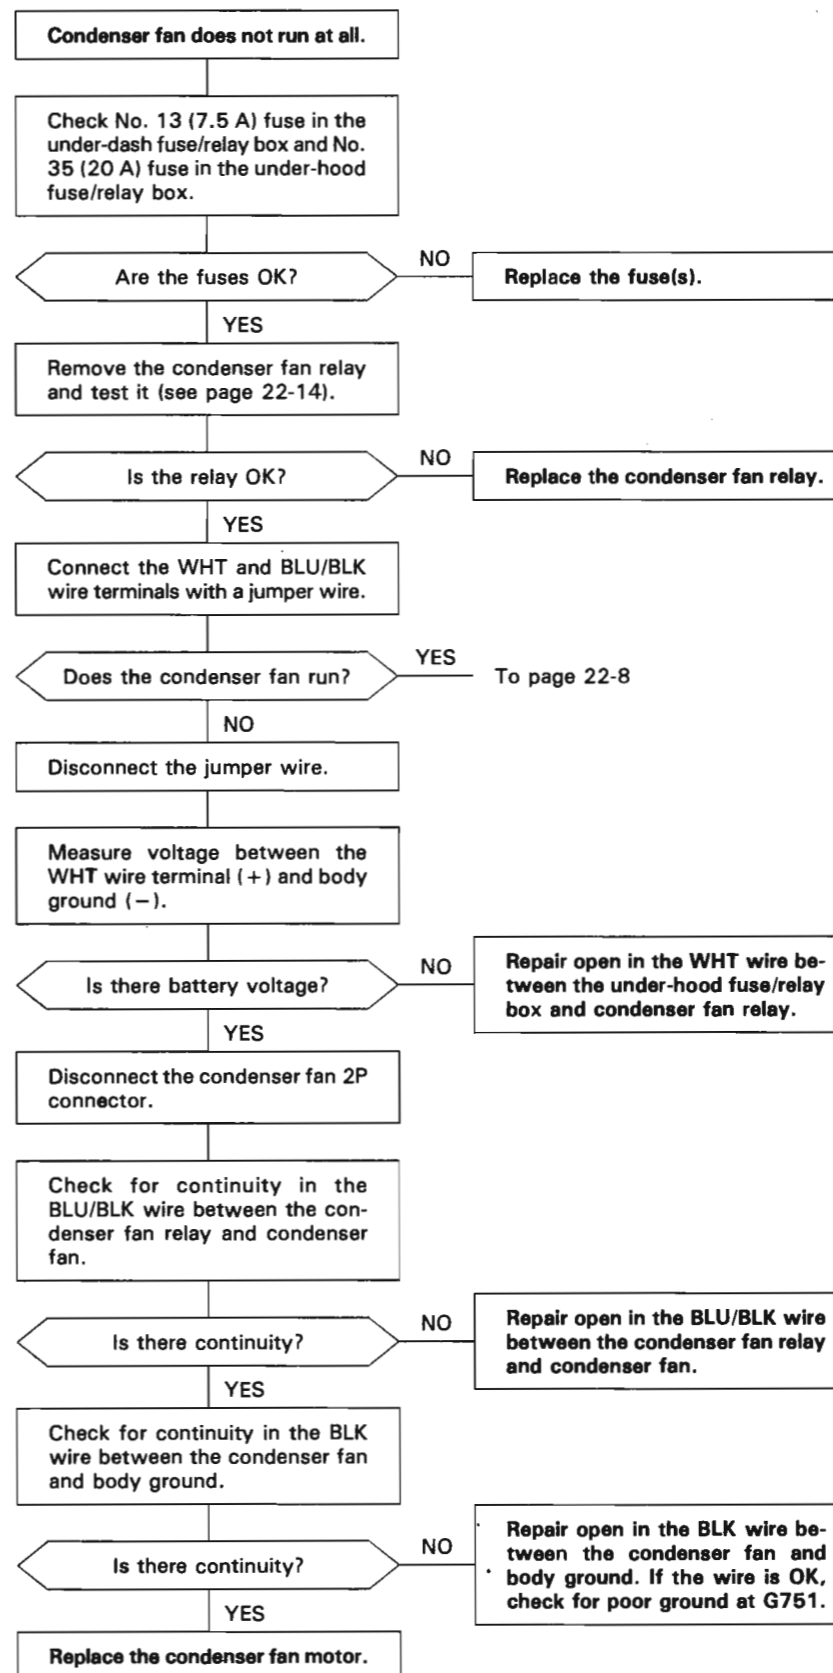 Condenser fan does not run at all.
Check No. 13 (7.5 A) fuse in the
under-dash fuse/relay box and No.
35 (20 A) fuse in the under-hood
fuse/relay box.
Are the fuses OK?
NO
Replace the fuse(s).
YES
Remove the condenser fan relay
and test it (see page 22-14).
Is the relay OK?
NO
Replace the condenser fan relay.
YES
Connect the WHT and BLU/BLK
wire terminals with a jumper wire.
Does the condenser fan run?
YES
To page 22-8
NO
Disconnect the jumper wire.
Measure voltage between the
WHT wire terminal (+) and body
ground (−).
Is there battery voltage?
NO
Repair open in the WHT wire be-
tween the under-hood fuse/relay
box and condenser fan relay.
YES
Disconnect the condenser fan 2P
connector.
Check for continuity in the
BLU/BLK wire between the con-
denser fan relay and condenser
fan.
Is there continuity?
NO
Repair open in the BLU/BLK wire
between the condenser fan relay
and condenser fan.
YES
Check for continuity in the BLK
wire between the condenser fan
and body ground.
Is there continuity?
NO
Repair open in the BLK wire be-
tween the condenser fan and
body ground. If the wire is OK,
check for poor ground at G751.
YES
Replace the condenser fan motor.